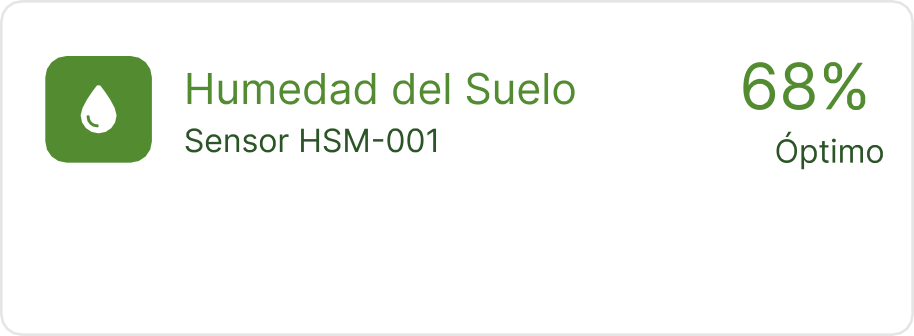 Humedad del Suelo
Sensor HSM-001
68%
Óptimo